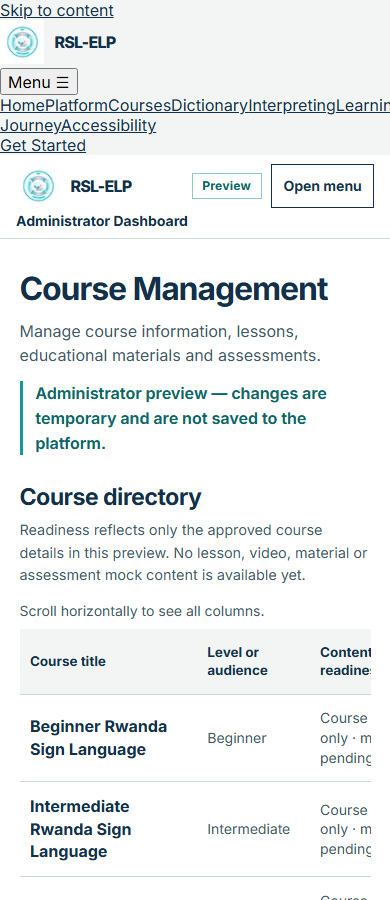 Skip to content
RSL-ELP
Menu ☰
HomePlatformCoursesDictionaryInterpretingLearnin
JourneyAccessibility
Get Started
RSL-ELP
Preview
Open menu
Administrator Dashboard
Course Management
Manage course information, lessons,
educational materials and assessments.
Administrator preview — changes are
temporary and are not saved to the
platform.
Course directory
Readiness reflects only the approved course
details in this preview. No lesson, video, material or
assessment mock content is available yet.
Scroll horizontally to see all columns.
Course title
Level or
audience
Content
readines
Beginner Rwanda
Sign Language
Beginner
Course
only · m
pending
Intermediate
Rwanda Sign
Language
Intermediate
Course
only · m
pending